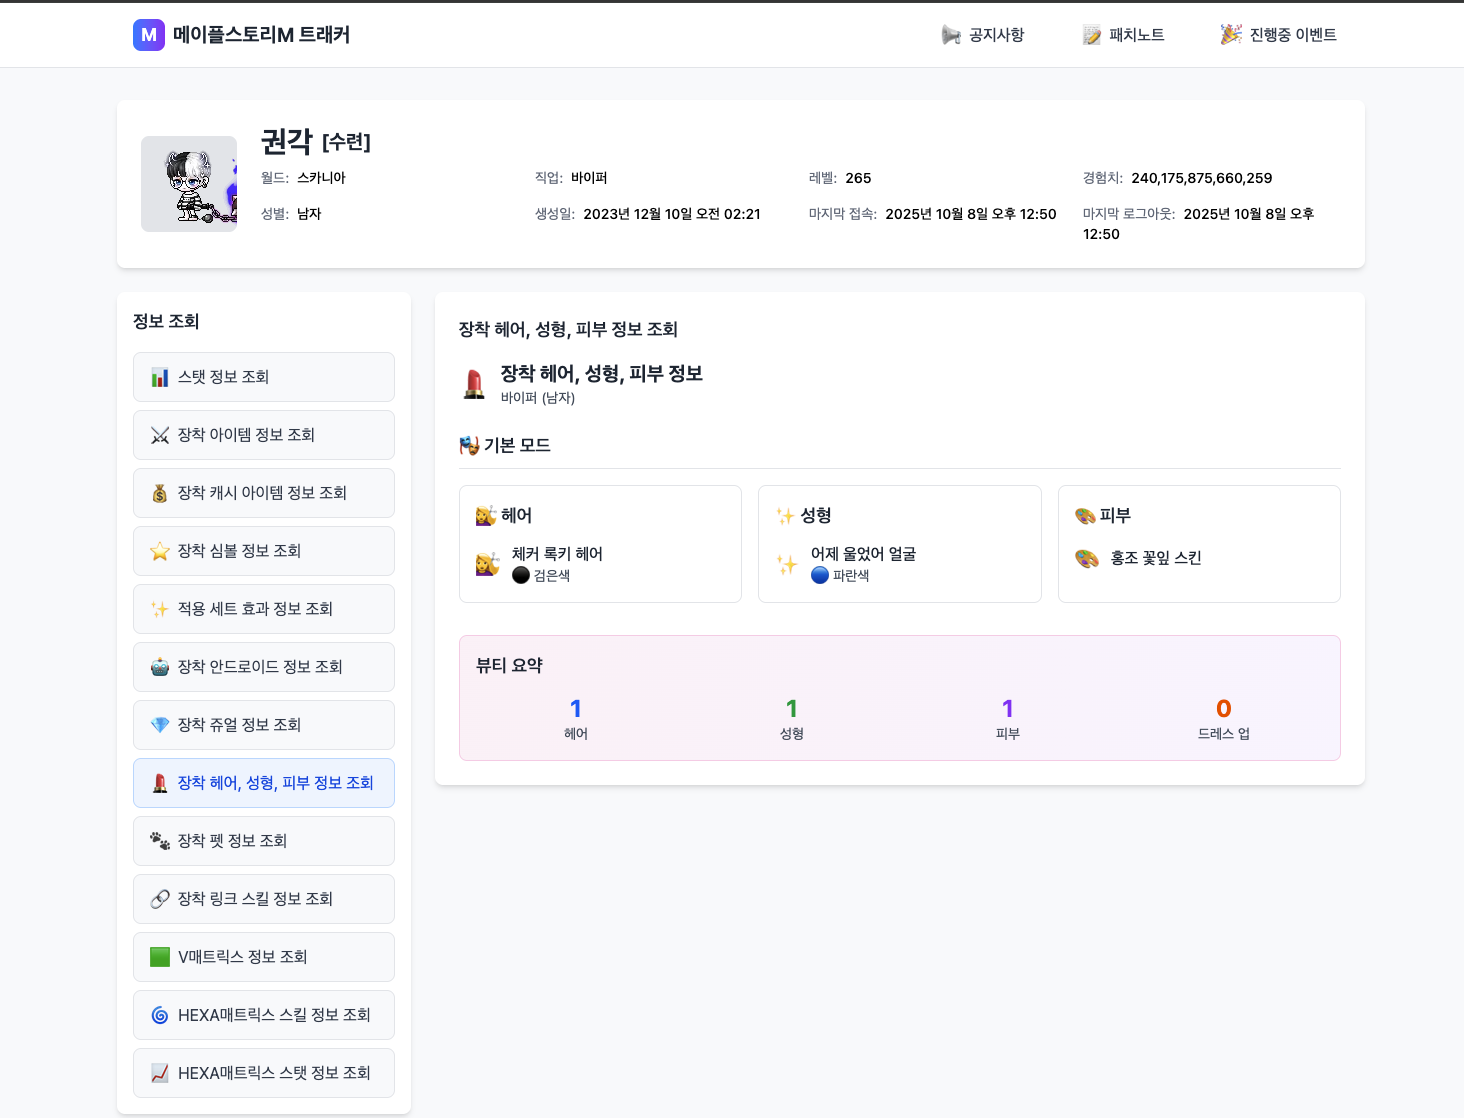 M 메이플스토리M 트래커
공지사항
패치노트
진행중 이벤트
권각 [수련]
월드: 스카니아
직업: 바이퍼
레벨: 265
경험치: 240,175,875,660,259
성별: 남자
생성일: 2023년 12월 10일 오전 02:21
마지막 접속: 2025년 10월 8일 오후 12:50
마지막 로그아웃: 2025년 10월 8일 오후
12:50
정보 조회
스탯 정보 조회
장착 아이템 정보 조회
장착 캐시 아이템 정보 조회
장착 심볼 정보 조회
적용 세트 효과 정보 조회
장착 안드로이드 정보 조회
장착 쥬얼 정보 조회
장착 헤어, 성형, 피부 정보 조회
장착 펫 정보 조회
장착 링크 스킬 정보 조회
V매트릭스 정보 조회
HEXA매트릭스 스킬 정보 조회
HEXA매트릭스 스탯 정보 조회
장착 헤어, 성형, 피부 정보 조회
장착 헤어, 성형, 피부 정보
바이퍼 (남자)
기본 모드
헤어
체커 록키 헤어
검은색
성형
어제 울었어 얼굴
파란색
피부
홍조 꽃잎 스킨
뷰티 요약
1
헤어
1
성형
1
피부
0
드레스 업